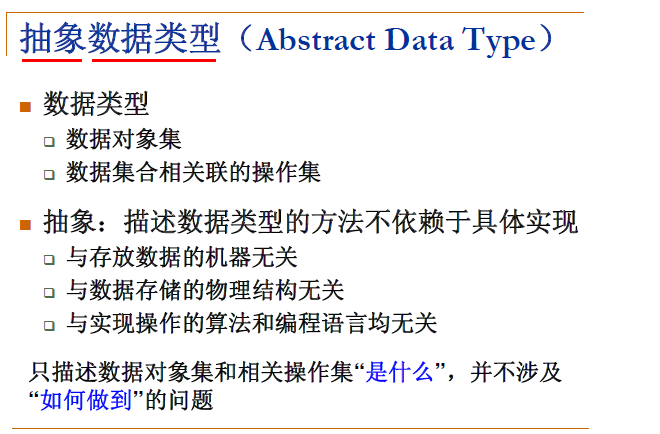 抽象数据类型（Abstract Data Type）
数据类型
数据对象集
数据集合相关联的操作集
抽象：描述数据类型的方法不依赖于具体实现
与存放数据的机器无关
与数据存储的物理结构无关
与实现操作的算法和编程语言均无关
只描述数据对象集和相关操作集“是什么”，并不涉及
“如何做到”的问题